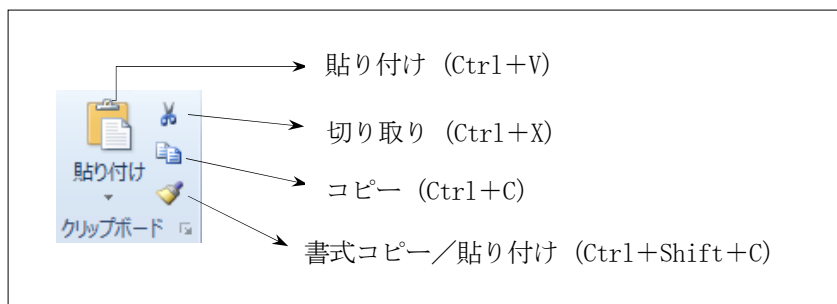 貼り付け (Ctrl+V)
切り取り (Ctrl+X)
貼り付け
コピー (Ctrl+C)
クリップボード
書式コピー/貼り付け (Ctrl+Shift+C)